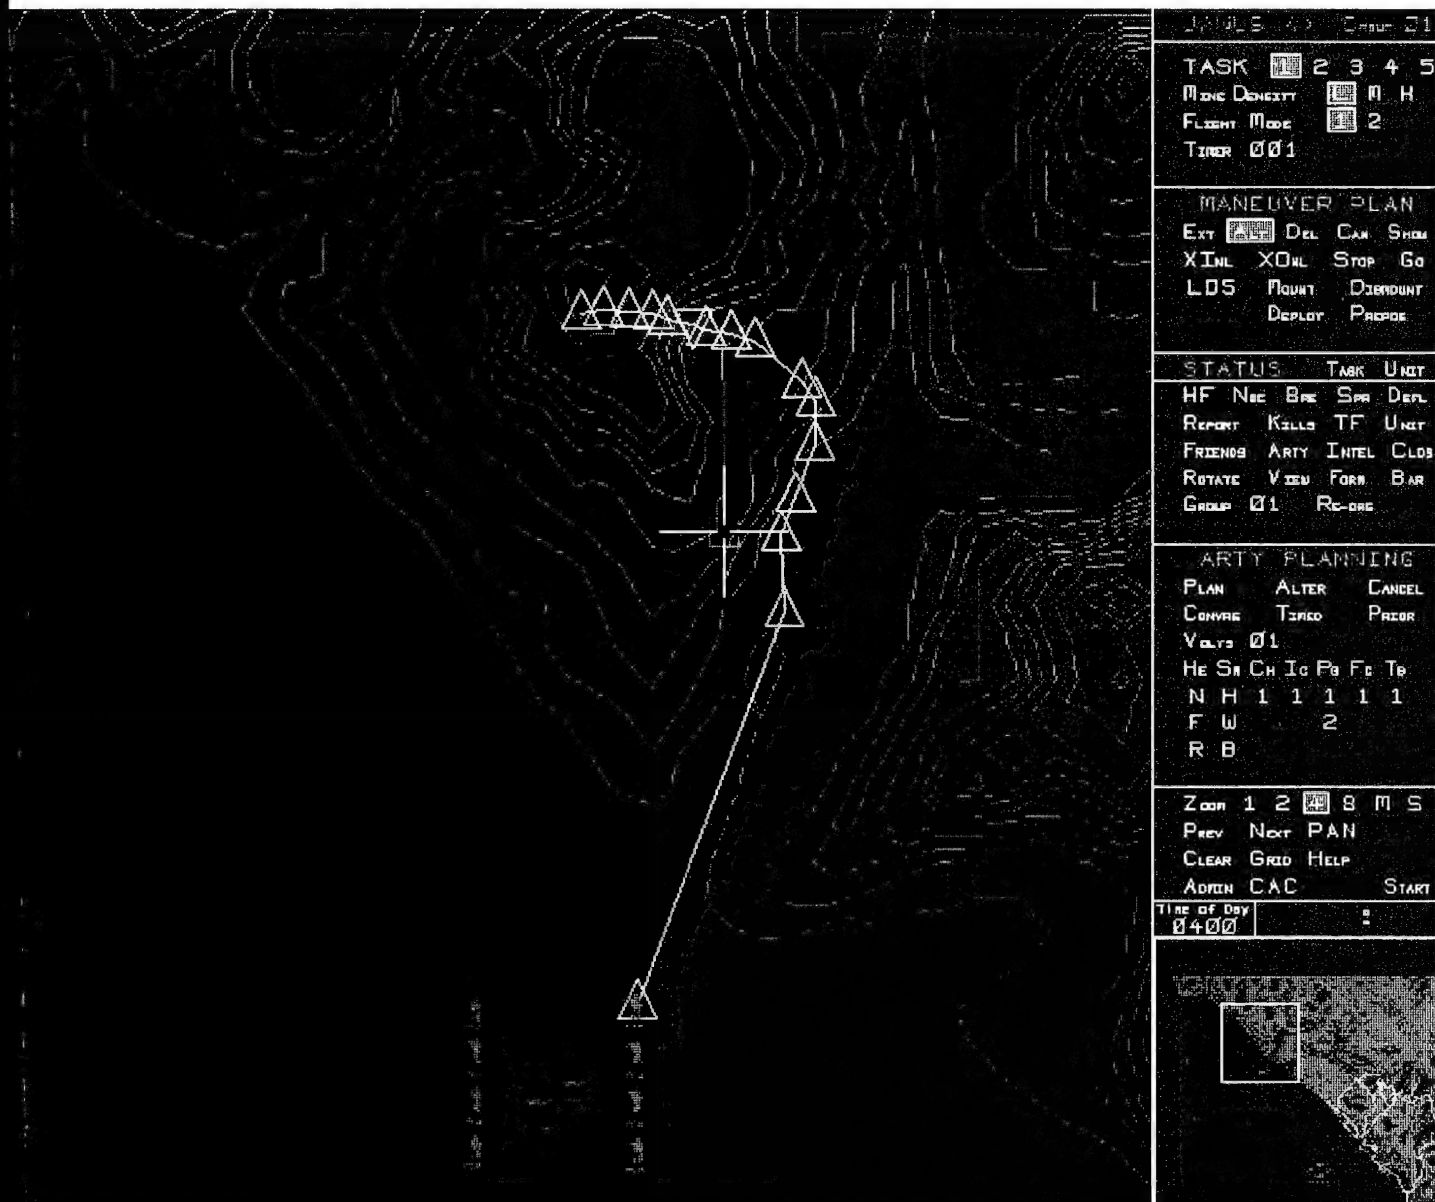 TASK 1 2 3 4 5
Mine Density L M H
Flight Mode 1 2
Timer 001
MANEUVER PLAN
Ext Alt Del Can Show
XInl XOnl Stop Go
LOS Mount Dismount
Deploy Prepos
STATUS Task Unit
HF Nbc Bre Spr Defl
Report Kills TF Unit
Friends Arty Intel Clds
Rotate View Form Bar
Group 01 Re-org
ARTY PLANNING
Plan Alter Cancel
Timed Prior
Volys 01
He Sm Ch Ic Pg Fc Tb
N H 1 1 1 1 1
F W 2
R B
Zoom 1 2 4 8 M S
Prev Next PAN
Clear Grid Help
Admin CAC Start
Time of Day
0400 :